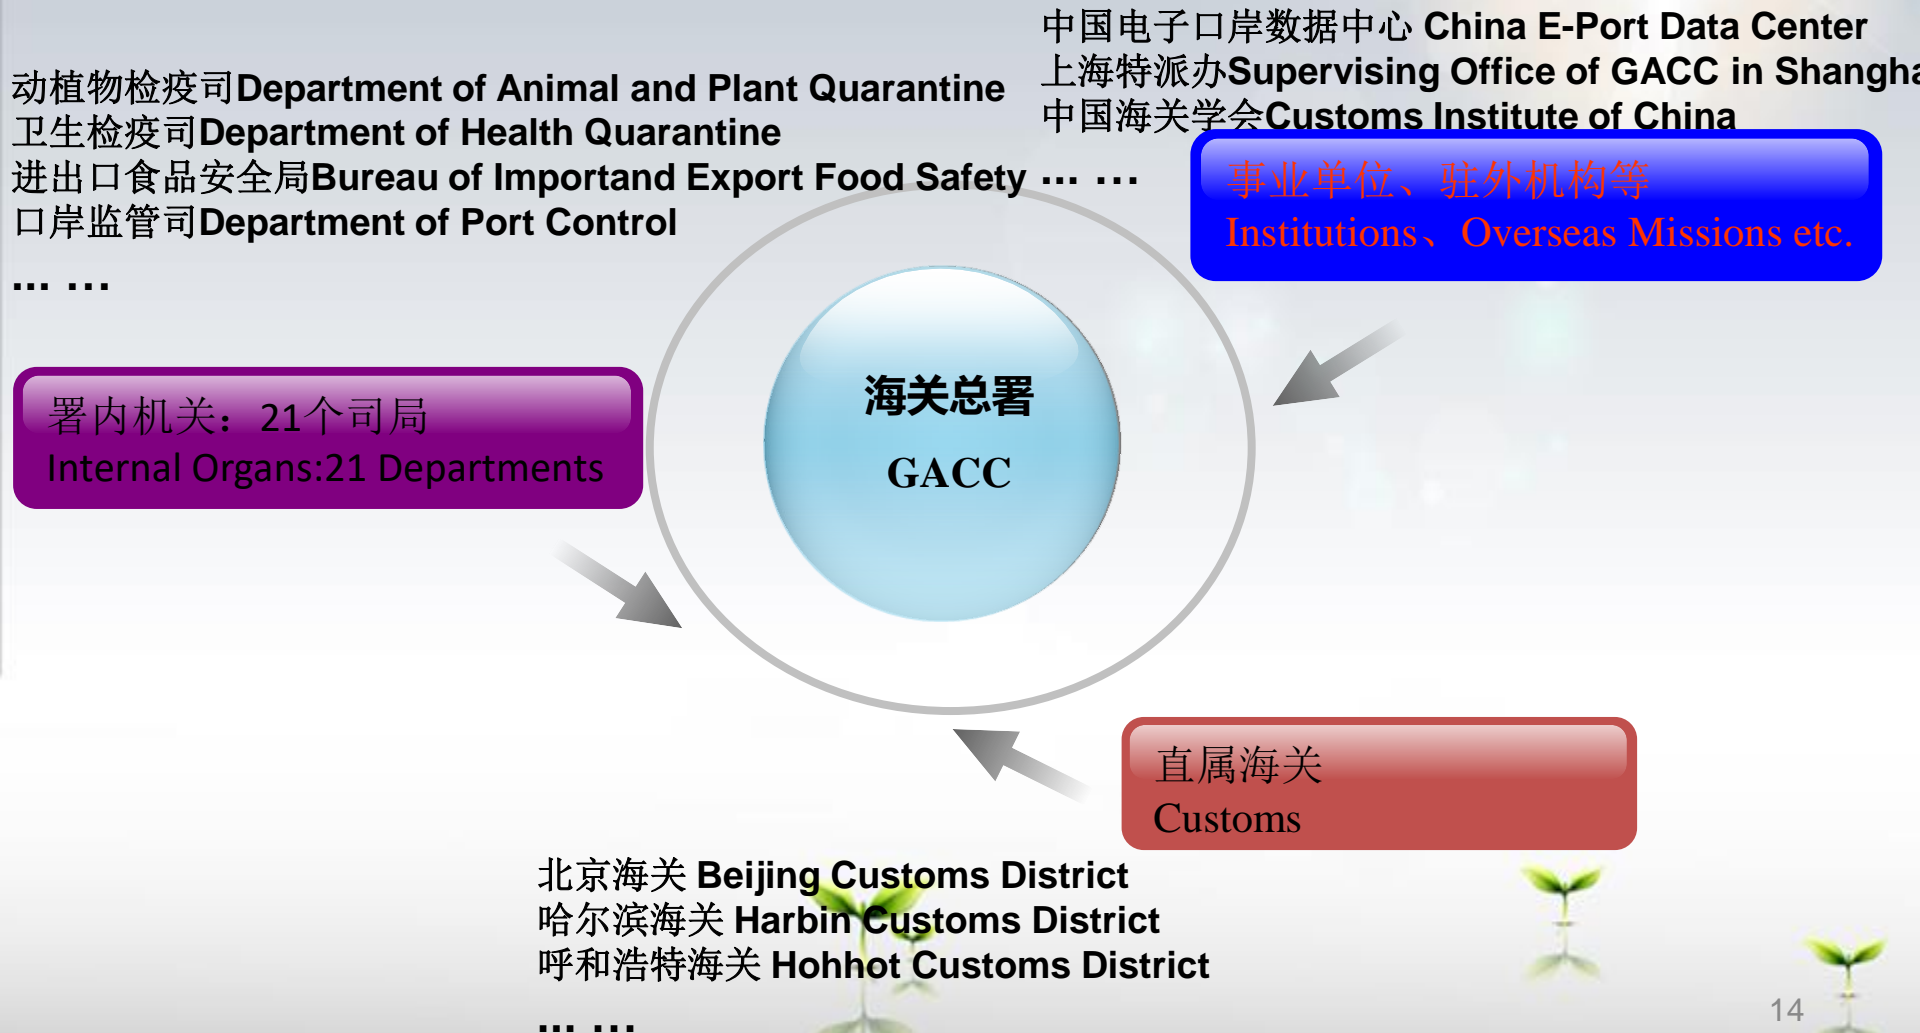 动植物检疫司Department of Animal and Plant Quarantine
卫生检疫司Department of Health Quarantine
进出口食品安全局Bureau of Importand Export Food Safety
口岸监管司Department of Port Control
... ...
中国电子口岸数据中心 China E-Port Data Center
上海特派办Supervising Office of GACC in Shangha
中国海关学会Customs Institute of China
... ...
事业单位、驻外机构等
Institutions、Overseas Missions etc.
海关总署
GACC
署内机关：21个司局
Internal Organs:21 Departments
直属海关
Customs
北京海关 Beijing Customs District
哈尔滨海关 Harbin Customs District
呼和浩特海关 Hohhot Customs District
... ...
14